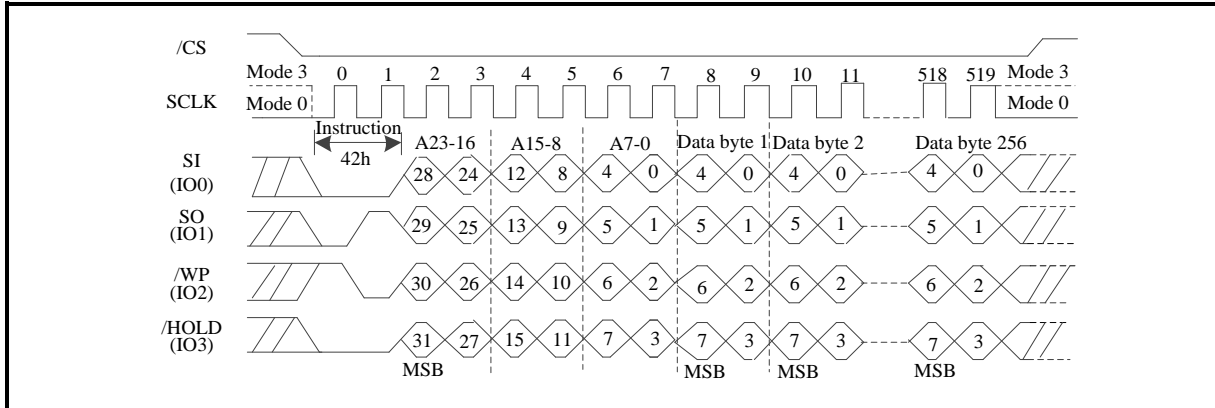 /CS
Mode 3 0 1 2 3 4 5 6 7 8 9 10 11 518 519 Mode 3
SCLK Mode 0 Mode 0
Instruction
42h A23-16 A15-8 A7-0 Data byte 1 Data byte 2 Data byte 256
SI
(IO0) 28 24 12 8 4 0 4 0 4 0 4 0
SO
(IO1) 29 25 13 9 5 1 5 1 5 1 5 1
/WP
(IO2) 30 26 14 10 6 2 6 2 6 2 6 2
/HOLD
(IO3) 31 27 15 11 7 3 7 3 7 3 7 3
MSB MSB MSB MSB